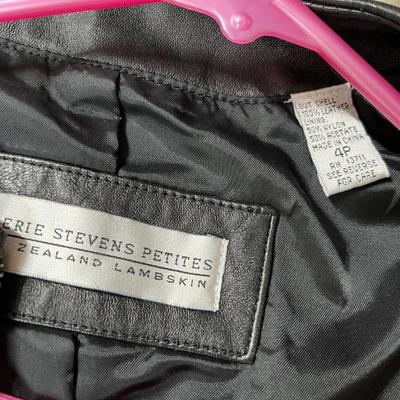 ERIE STEVENS PETITES
ZEALAND LAMBSKIN
OUT SHELL
100% LEATHER
LINING
50% NYLON
50% ACETATE
MADE IN CHINA
4P
RN 13711
SEE REVERSE
FOR CARE